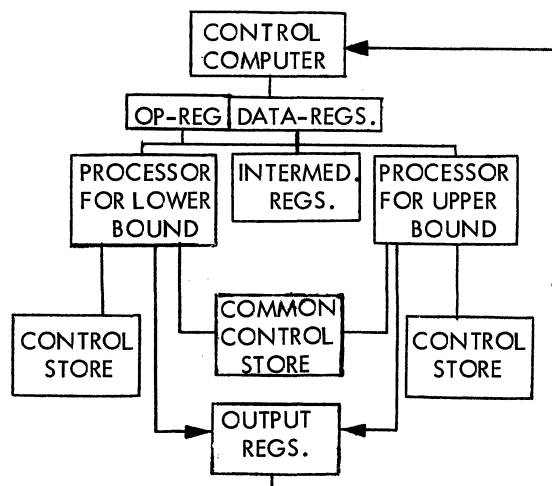 CONTROL
COMPUTER
OP-REG
DATA-REGS.
PROCESSOR
FOR LOWER
BOUND
INTERMED.
REGS.
PROCESSOR
FOR UPPER
BOUND
CONTROL
STORE
COMMON
CONTROL
STORE
CONTROL
STORE
OUTPUT
REGS.